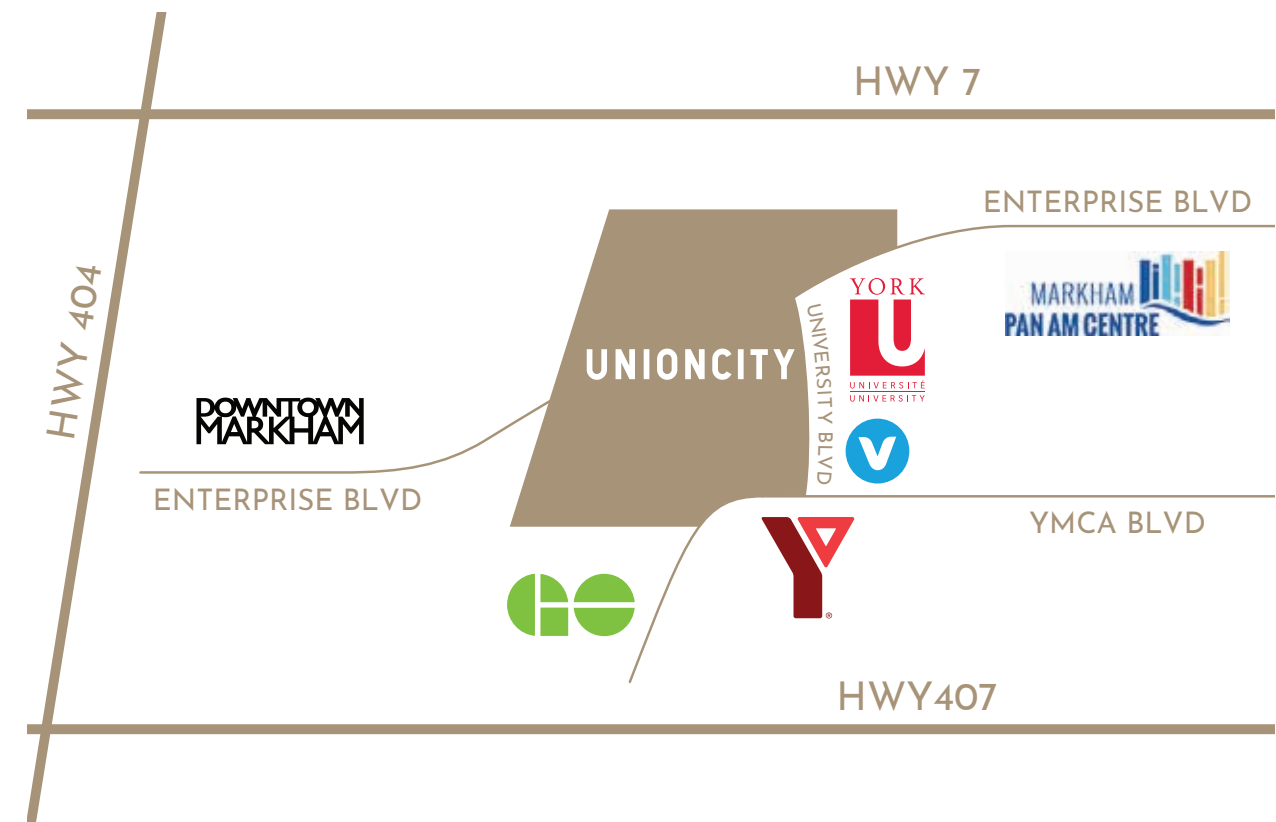 HWY 7
ENTERPRISE BLVD
HWY 404
MARKHAM
PAN AM CENTRE
YORK
U
UNIVERSITÉ
UNIVERSITY
UNIVERSITY BLVD
UNIONCITY
DOWNTOWN
MARKHAM
V
ENTERPRISE BLVD
YMCA BLVD
Y®
GO
HWY407